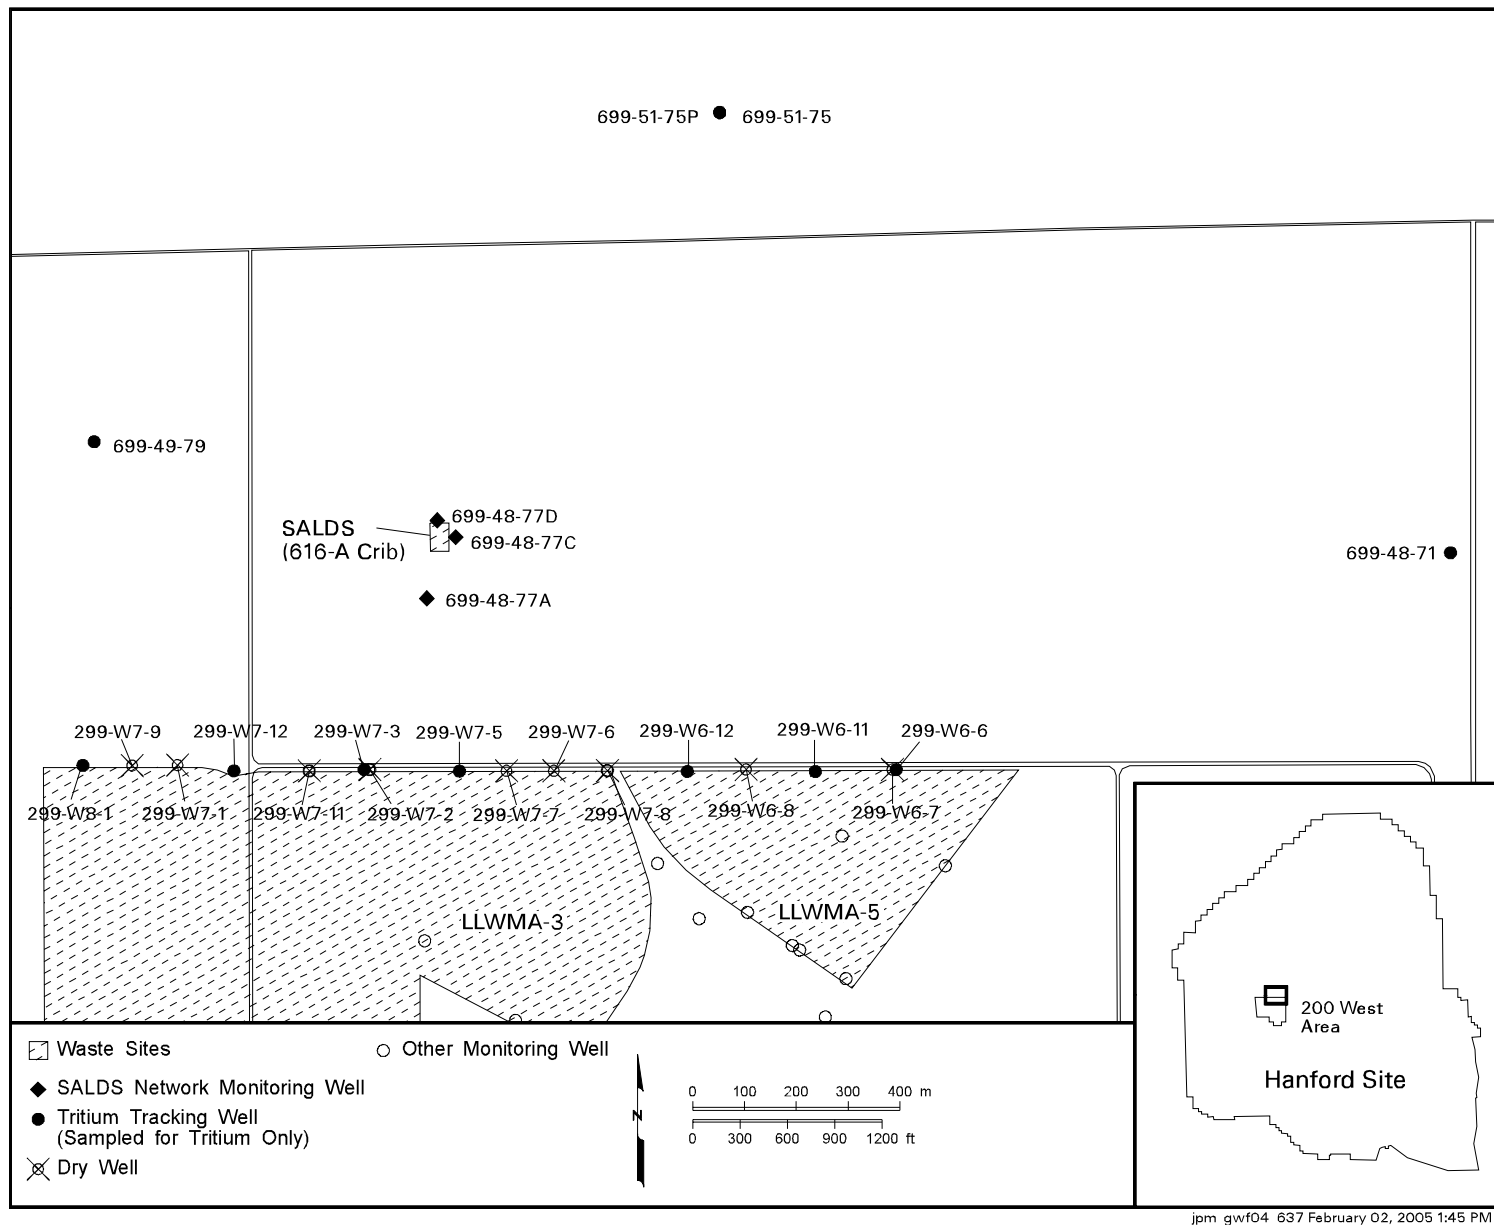 699-51-75P
699-51-75
699-49-79
SALDS
(616-A Crib)
699-48-77D
699-48-77C
699-48-71
699-48-77A
299-W7-9
299-W7-12
299-W7-3
299-W7-5
299-W7-6
299-W6-12
299-W6-11
299-W6-6
299-W8-1
299-W7-1
299-W7-11
299-W7-2
299-W7-7
299-W7-8
299-W6-8
299-W6-7
LLWMA-3
LLWMA-5
Waste Sites
Other Monitoring Well
SALDS Network Monitoring Well
Tritium Tracking Well
(Sampled for Tritium Only)
Dry Well
N
0 100 200 300 400 m
0 300 600 900 1200 ft
200 West
Area
Hanford Site
jpm gwf04 637 February 02, 2005 1:45 PM